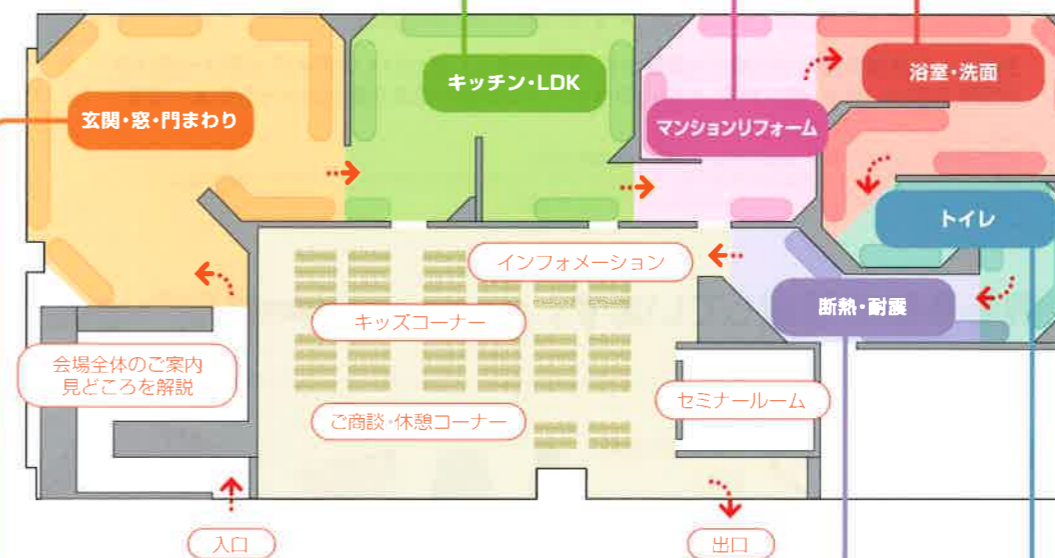 キッチン・LDK
浴室・洗面
玄関・窓・門まわり
マンションリフォーム
トイレ
インフォメーション
断熱・耐震
キッズコーナー
会場全体のご案内
見どころを解説
セミナールーム
ご商談・休憩コーナー
入口
出口